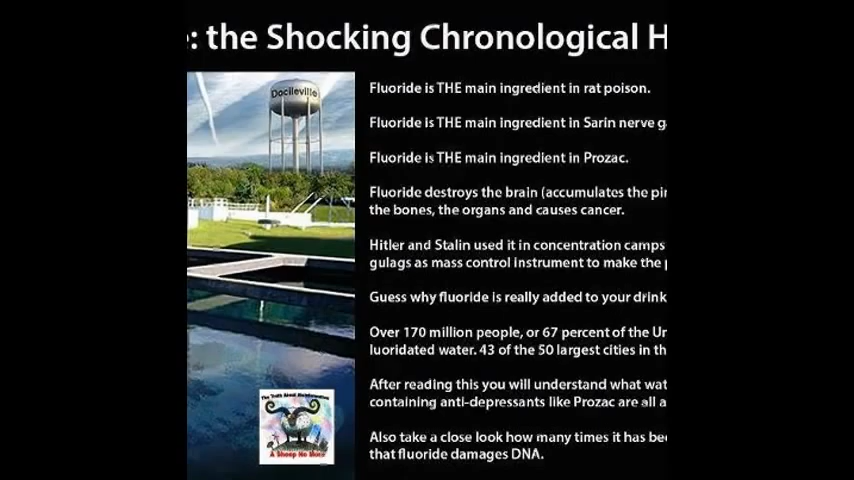 : the Shocking Chronological H
Docileville
Fluoride is THE main ingredient in rat poison.
Fluoride is THE main ingredient in Sarin nerve g
Fluoride is THE main ingredient in Prozac.
Fluoride destroys the brain (accumulates the pi
the bones, the organs and causes cancer.
Hitler and Stalin used it in concentration camps
gulags as mass control instrument to make the
Guess why fluoride is really added to your drink
Over 170 million people, or 67 percent of the Un
luoridated water. 43 of the 50 largest cities in th
After reading this you will understand what wat
containing anti-depressants like Prozac are all a
Also take a close look how many times it has bee
that fluoride damages DNA.
The Truth About
A Sheep No More